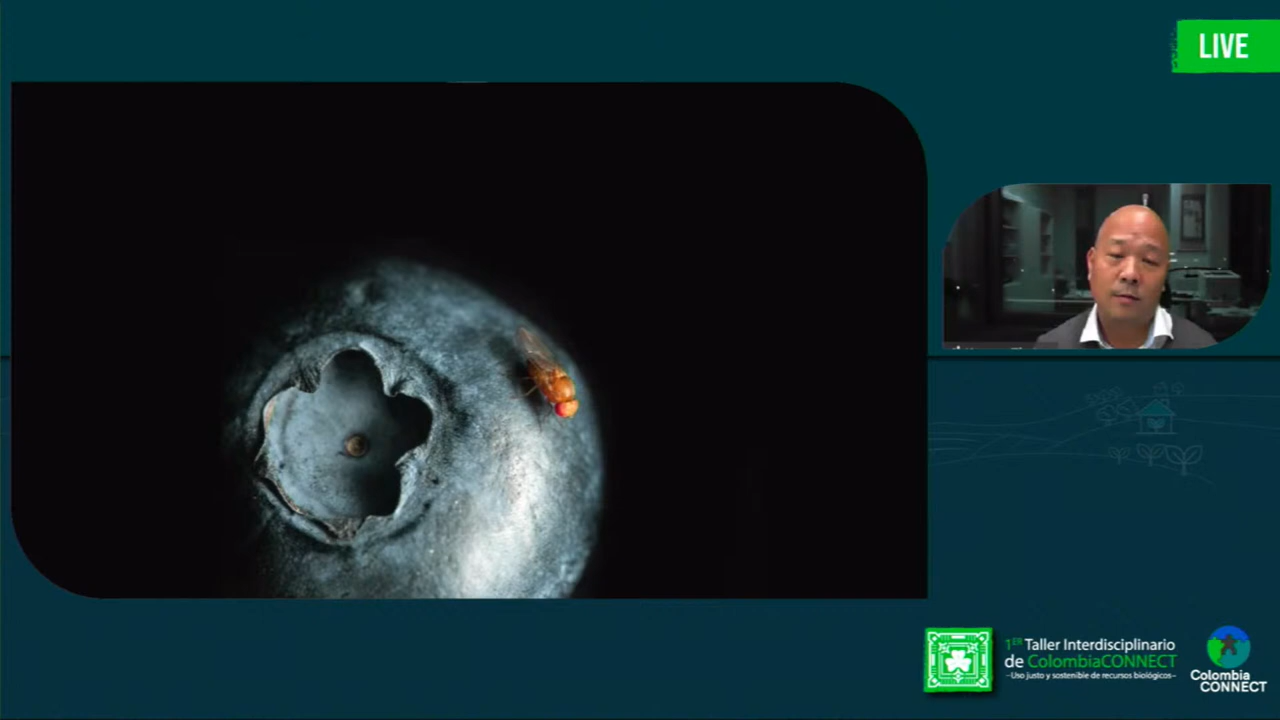 LIVE
1ER Taller Interdisciplinario
de ColombiaCONNECT
-Uso justo y sostenible de recursos biológicos-
Colombia
CONNECT